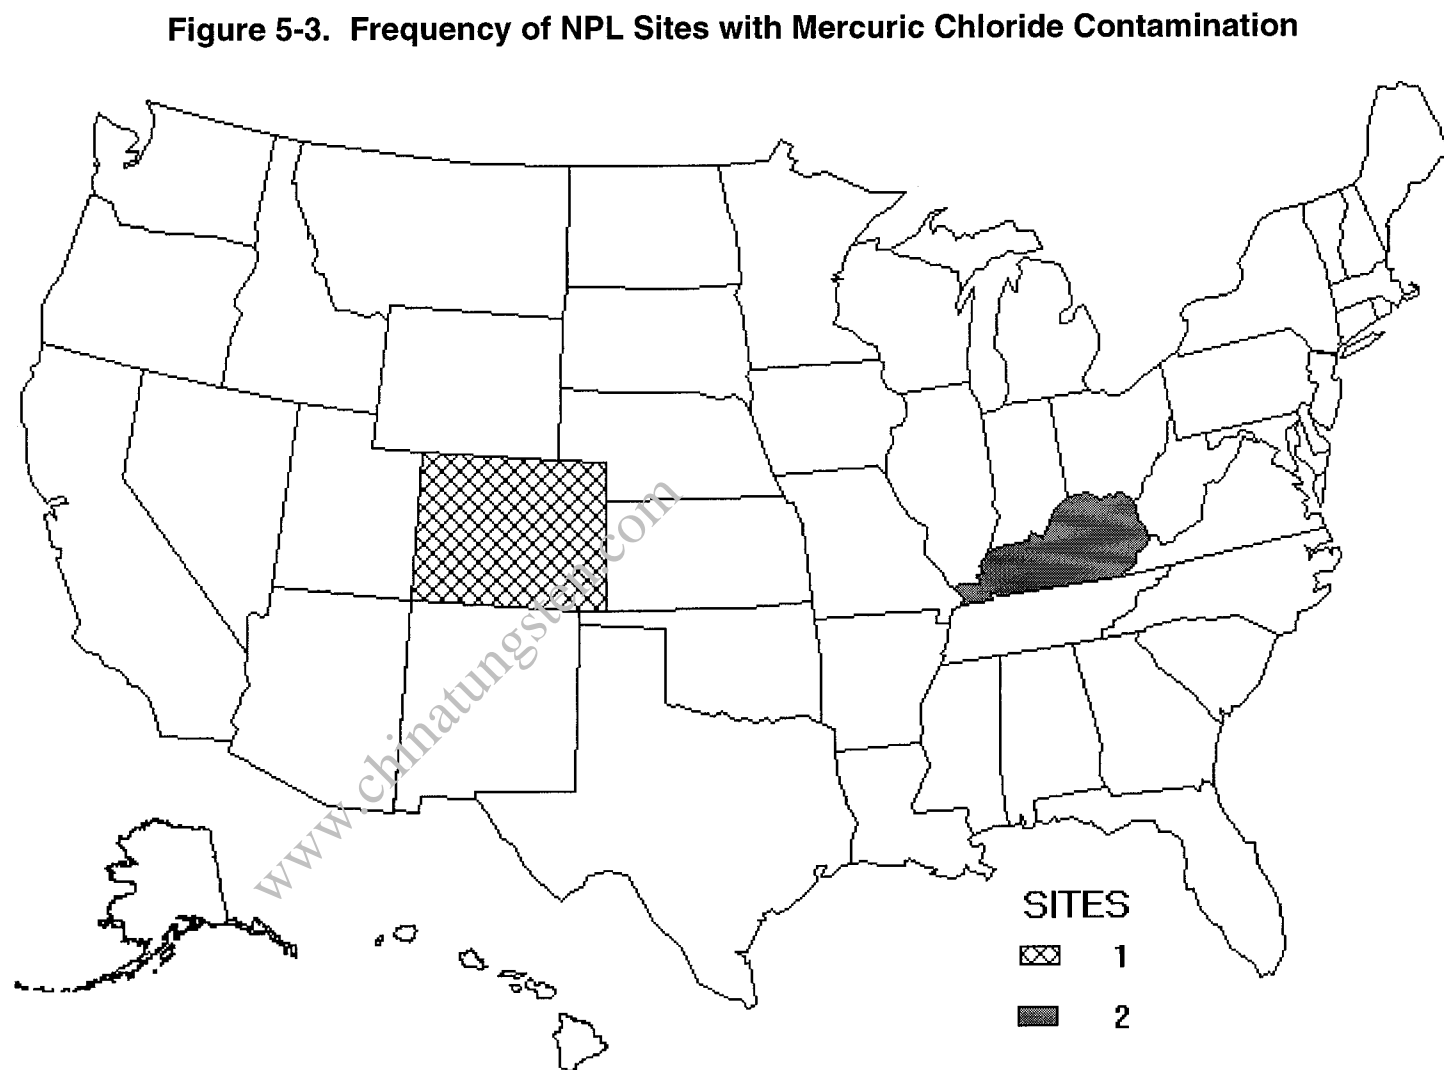 Figure 5-3. Frequency of NPL Sites with Mercuric Chloride Contamination
www.chinatungsten.com
SITES
1
2